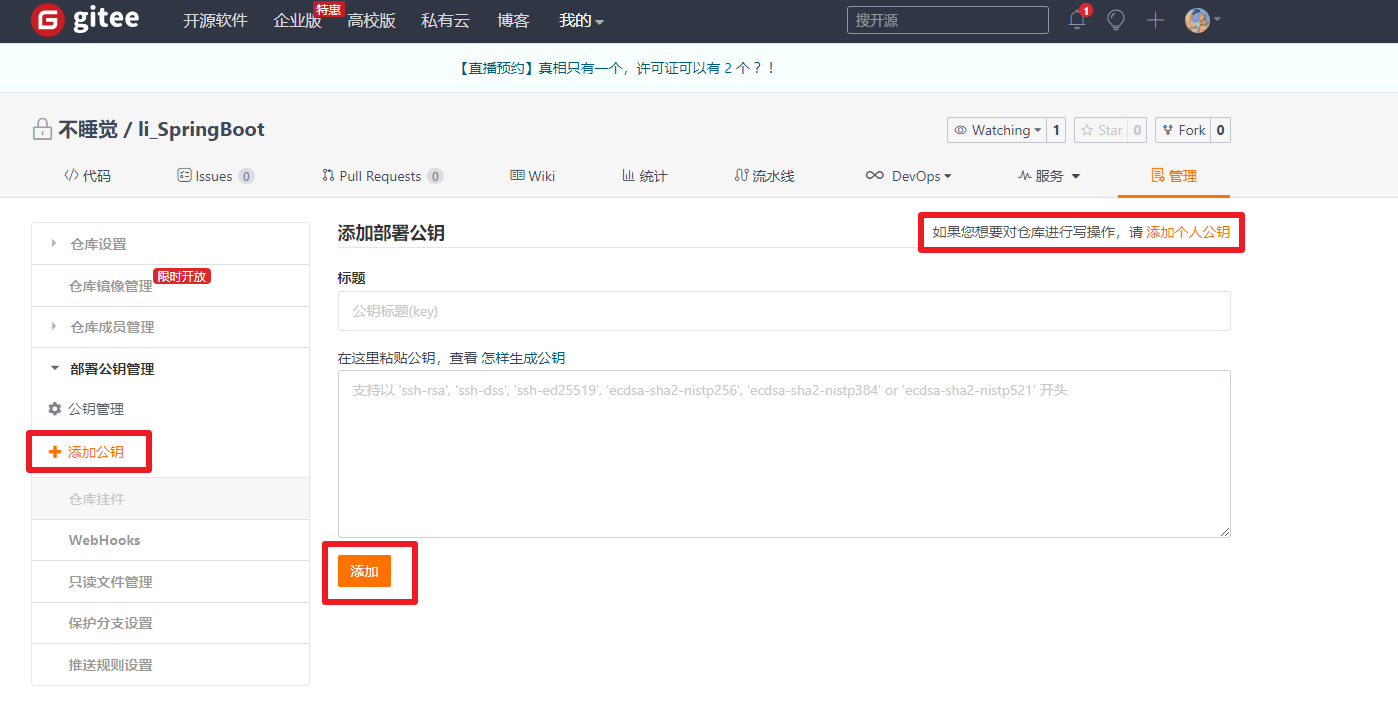 gitee 开源软件 企业版 特惠 高校版 私有云 博客 我的 搜开源 1
【直播预约】真相只有一个，许可证可以有 2 个？！
不睡觉 / li_SpringBoot Watching 1 Star 0 Fork 0
代码 Issues 0 Pull Requests 0 Wiki 统计 流水线 DevOps 服务 管理
仓库设置
仓库镜像管理 限时开放
仓库成员管理
部署公钥管理
公钥管理
添加公钥
仓库挂件
WebHooks
只读文件管理
保护分支设置
推送规则设置
添加部署公钥 如果您想要对仓库进行写操作，请 添加个人公钥
标题
公钥标题(key)
在这里粘贴公钥，查看 怎样生成公钥
支持以 'ssh-rsa', 'ssh-dss', 'ssh-ed25519', 'ecdsa-sha2-nistp256', 'ecdsa-sha2-nistp384' or 'ecdsa-sha2-nistp521' 开头
添加